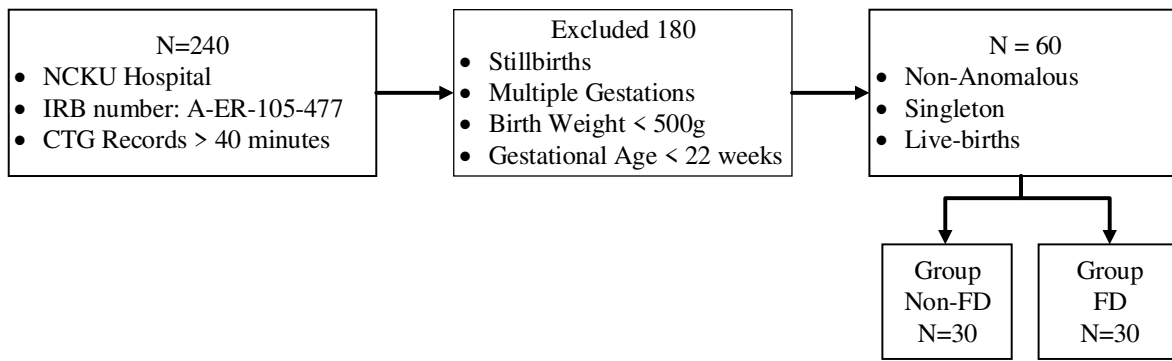 N=240
• NCKU Hospital
• IRB number: A-ER-105-477
• CTG Records > 40 minutes
Excluded 180
• Stillbirths
• Multiple Gestations
• Birth Weight < 500g
• Gestational Age < 22 weeks
N = 60
• Non-Anomalous
• Singleton
• Live-births
Group
Non-FD
N=30
Group
FD
N=30